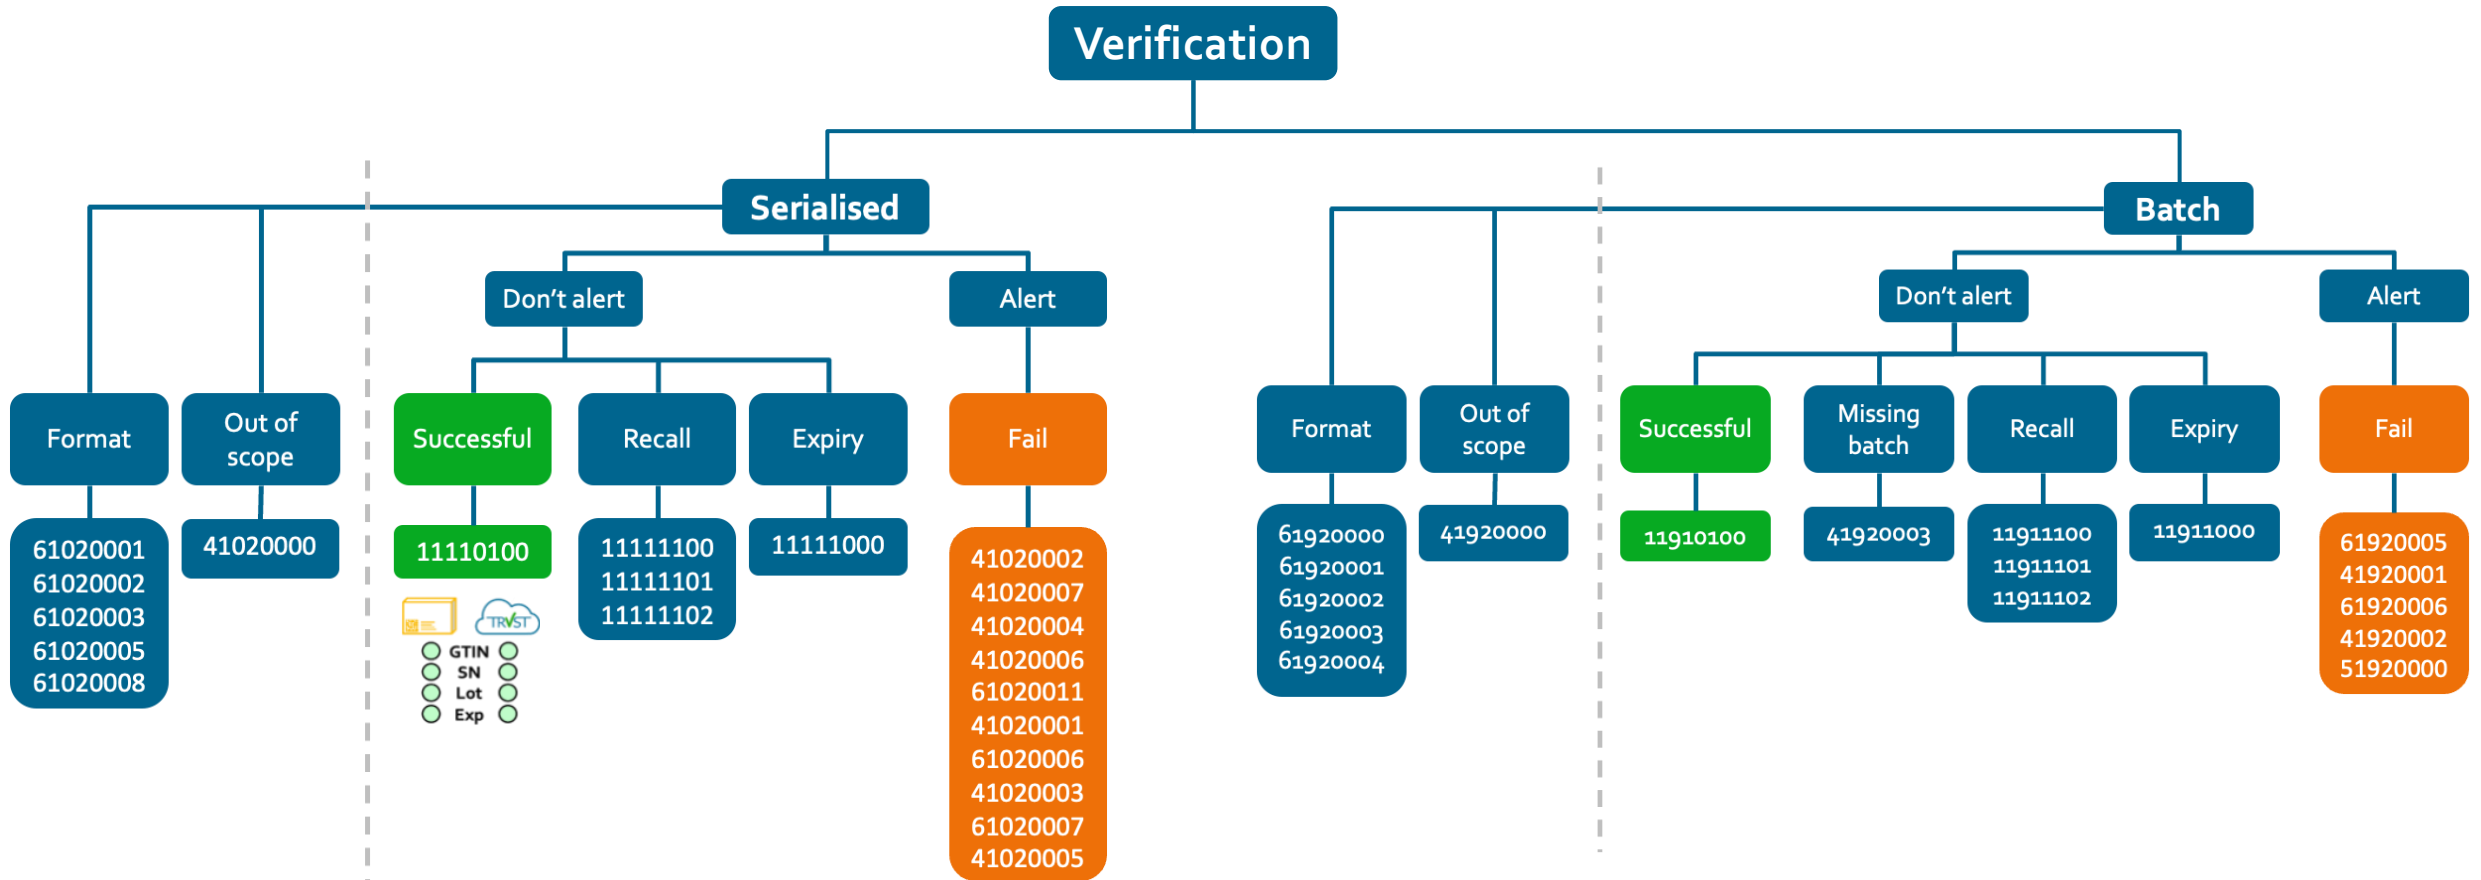 Verification
Serialised
Batch
Don't alert
Alert
Don't alert
Alert
Format
Out of
scope
Successful
Recall
Expiry
Fail
Format
Out of
scope
Successful
Missing
batch
Recall
Expiry
Fail
61020001
61020002
61020003
61020005
61020008
41020000
11110100
TRVST
GTIN
SN
Lot
Exp
11111100
11111101
11111102
11111000
41020002
41020007
41020004
41020006
61020011
41020001
61020006
41020003
61020007
41020005
61920000
61920001
61920002
61920003
61920004
41920000
11910100
41920003
11911100
11911101
11911102
11911000
61920005
41920001
61920006
41920002
51920000